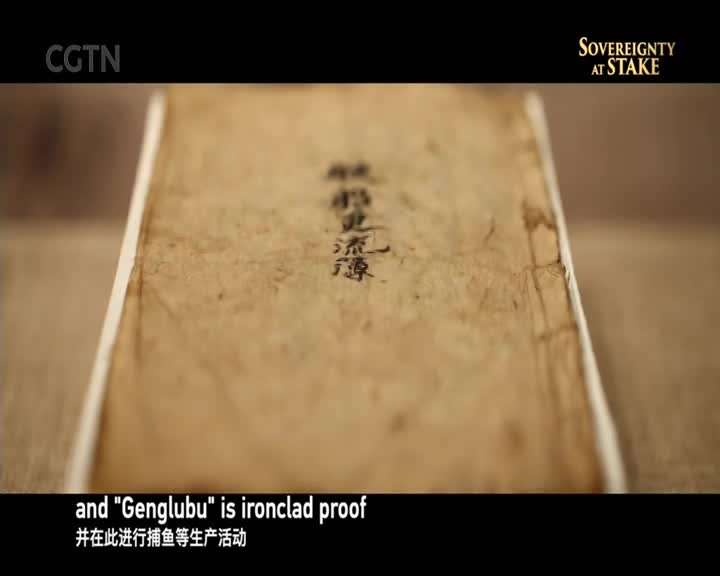 CGTN
SOVEREIGNTY
AT STAKE
更流簿
and "Genglubu" is ironclad proof
并在此进行捕鱼等生产活动